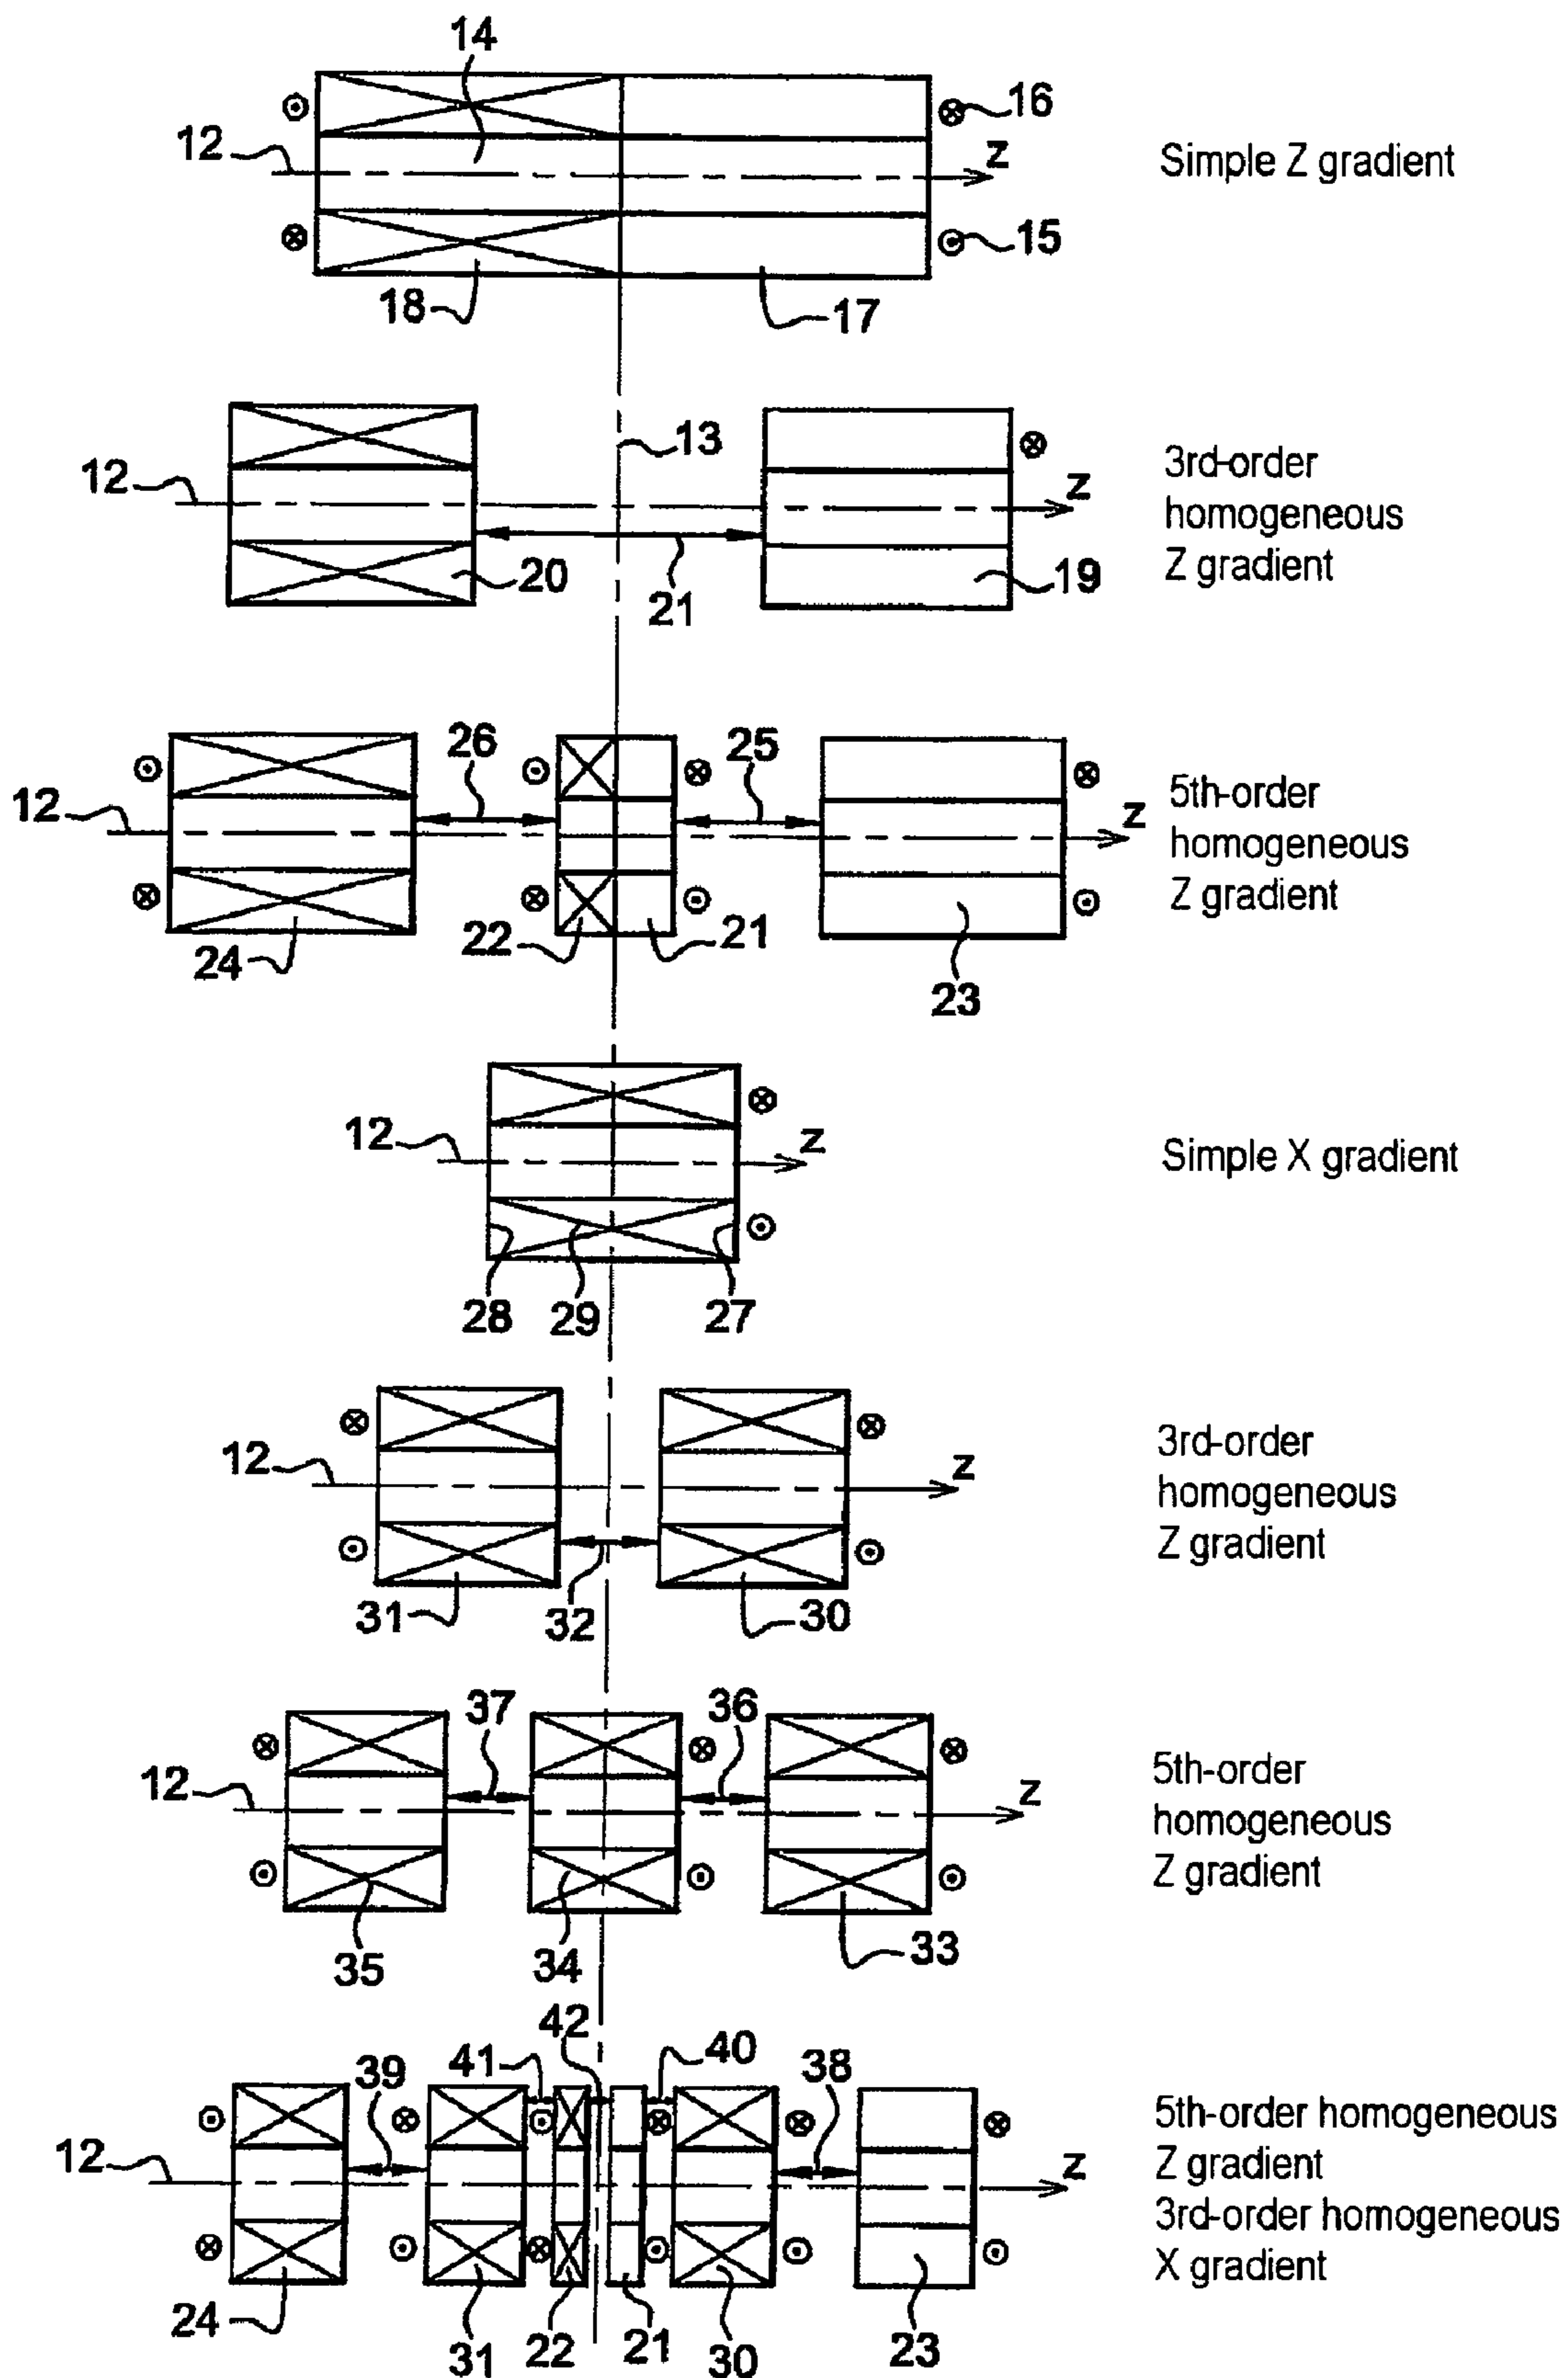 14
16
12
Z
Simple Z gradient
15
18
17
13
12
Z
3rd-order
homogeneous
Z gradient
20
21
19
26
25
12
Z
5th-order
homogeneous
Z gradient
24
22
21
23
12
Z
Simple X gradient
28
29
27
12
Z
3rd-order
homogeneous
Z gradient
31
32
30
37
36
12
Z
5th-order
homogeneous
Z gradient
35
34
33
42
39
41
40
38
12
Z
5th-order homogeneous
Z gradient
3rd-order homogeneous
X gradient
24
31
22
21
30
23